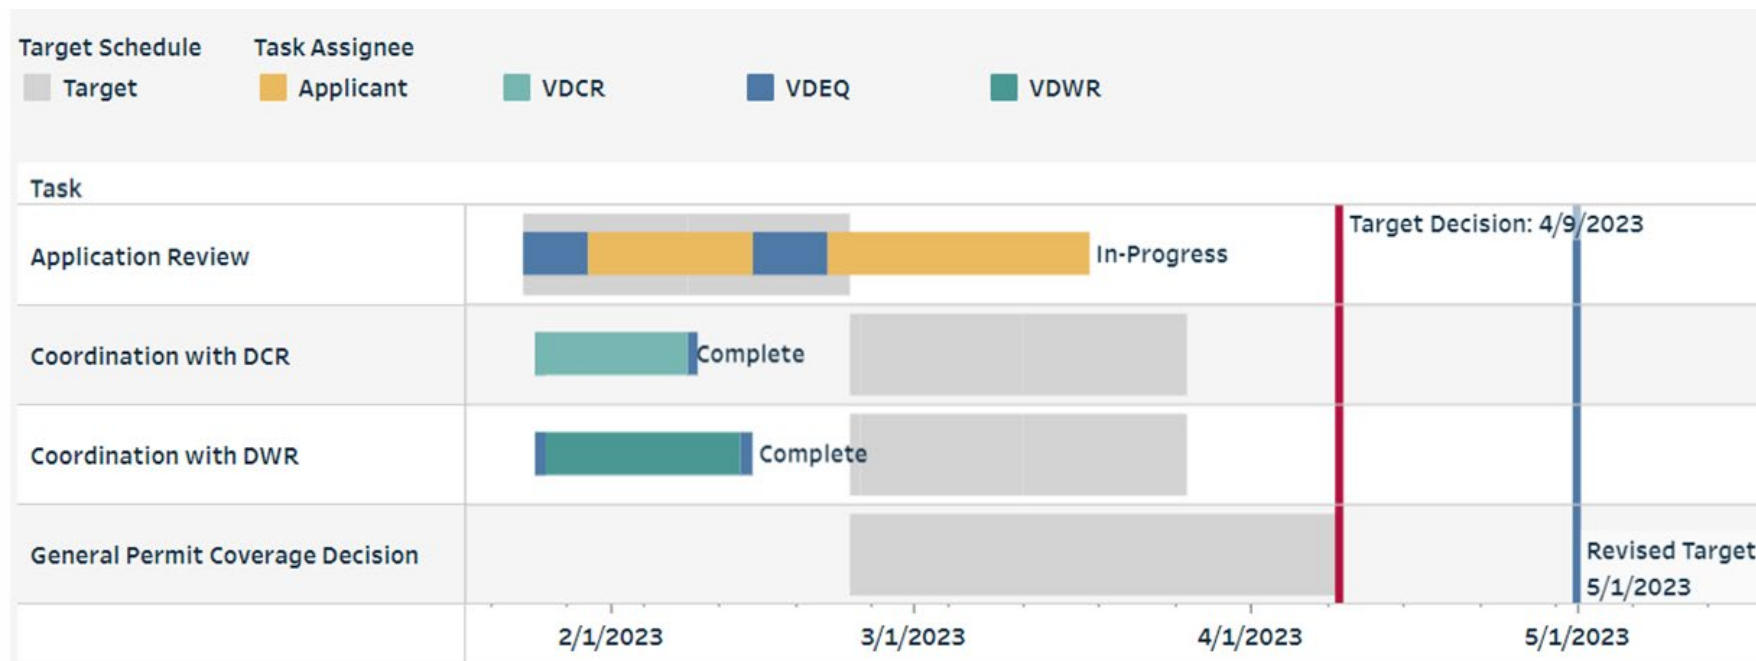 Target Schedule
Task Assignee
Target
Applicant
VDCR
VDEQ
VDWR
Task
Application Review
In-Progress
Target Decision: 4/9/2023
Coordination with DCR
Complete
Coordination with DWR
Complete
General Permit Coverage Decision
Revised Target
5/1/2023
2/1/2023
3/1/2023
4/1/2023
5/1/2023